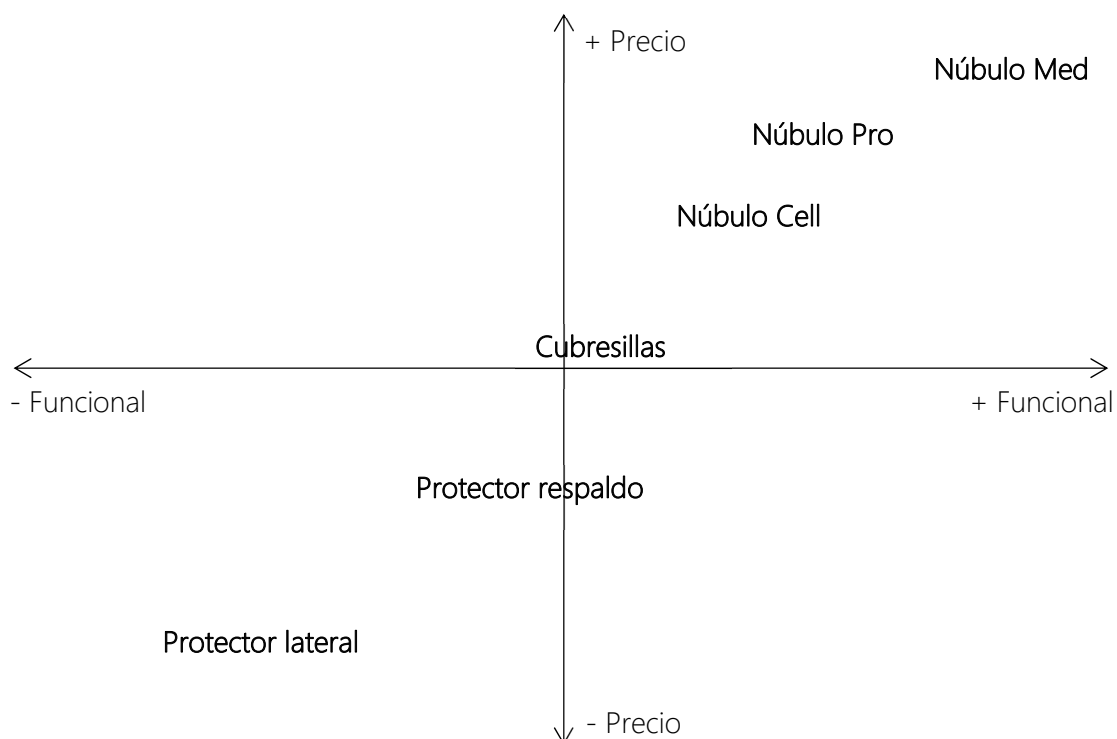 + Precio
Núbulo Med
Núbulo Pro
Núbulo Cell
Cubresillas
- Funcional
+ Funcional
Protector respaldo
Protector lateral
- Precio